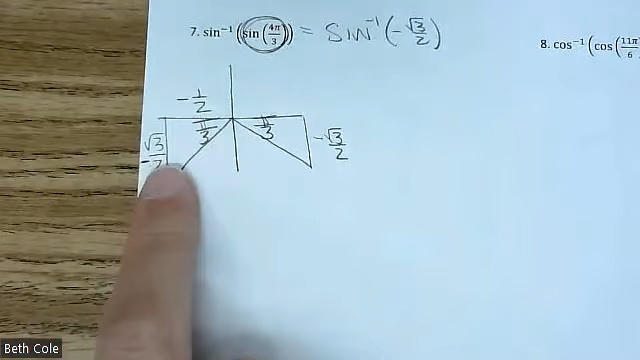 7. sin⁻¹ (sin (4π/3)) = SIN⁻¹(-√3/2)
8. cos⁻¹ (cos (11π/6
-1/2
π/3
π/3
-√3/2
-√3/2
Beth Cole